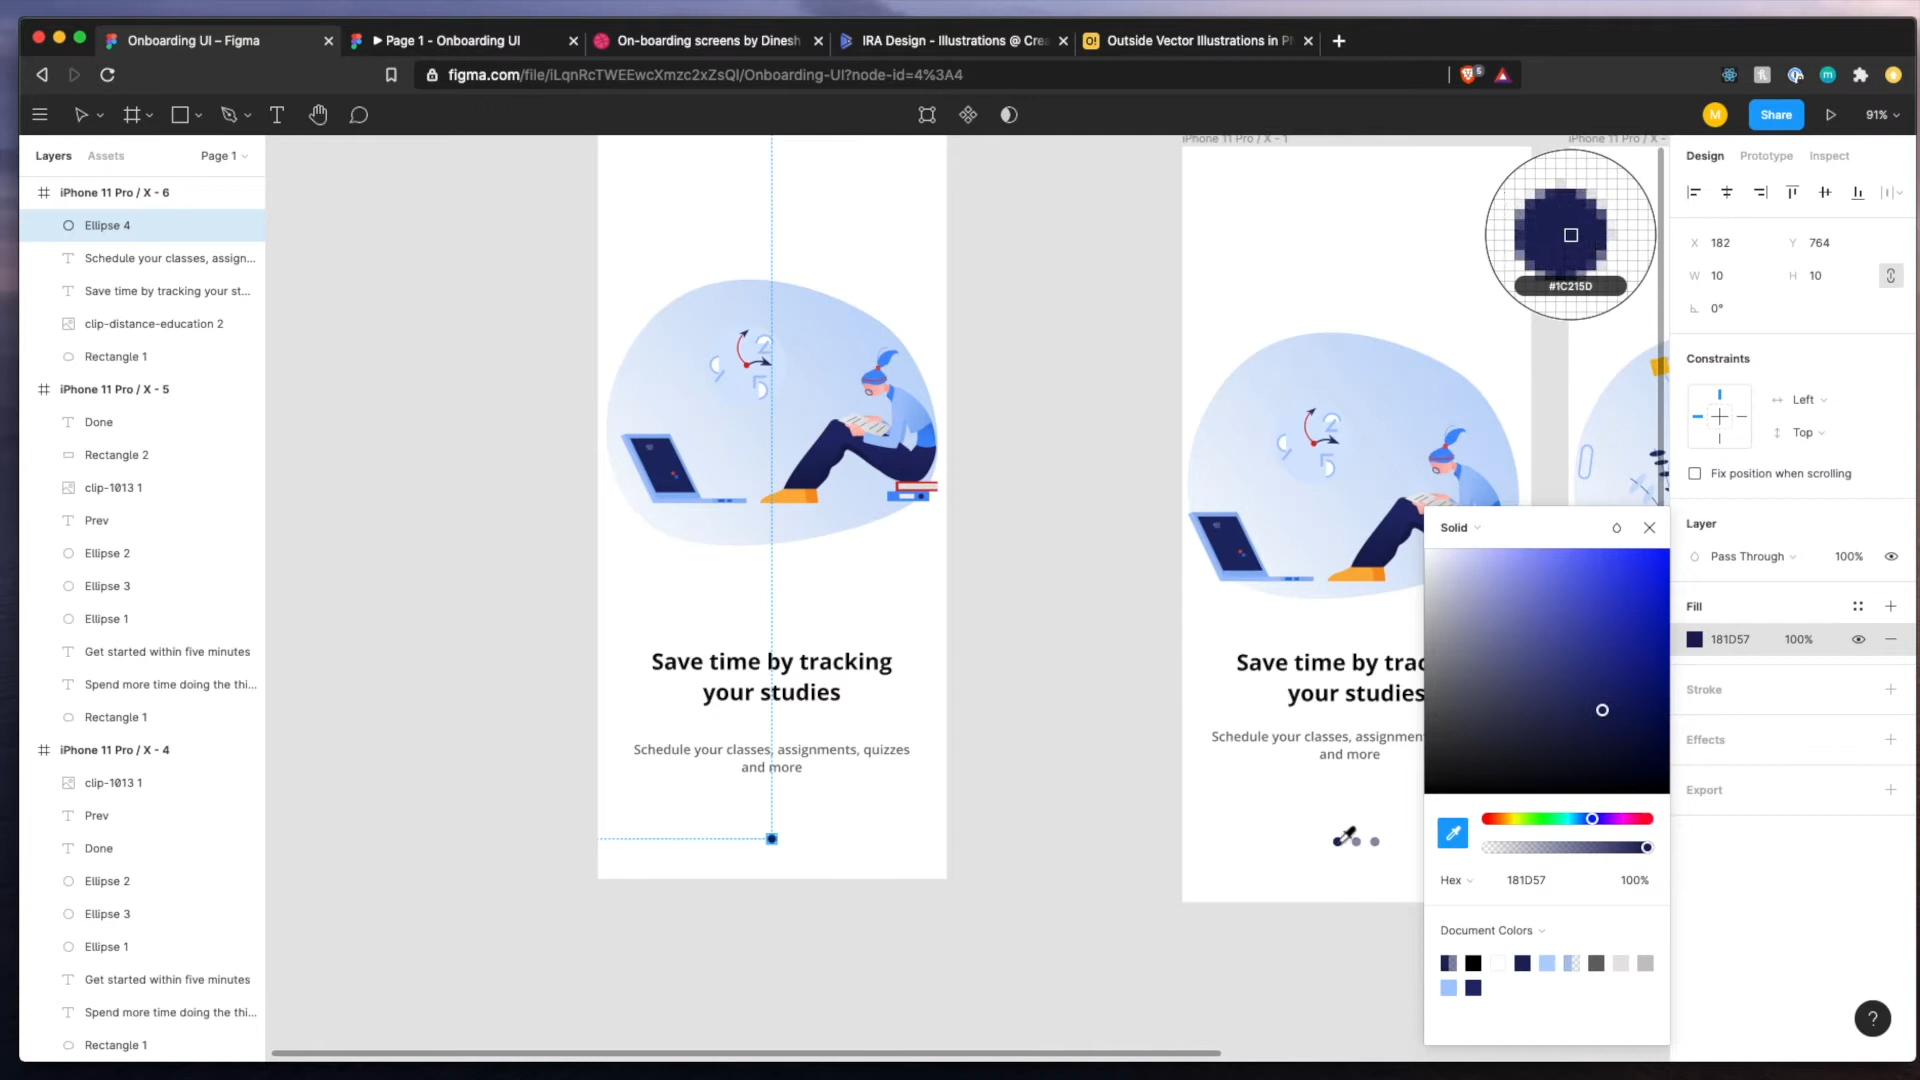 Onboarding UI – Figma
Page 1 - Onboarding UI
On-boarding screens by Dinesh
IRA Design - Illustrations @ Cre
Outside Vector Illustrations in P
figma.com/file/iLqnRcTWEEwcXmzc2xZsQl/Onboarding-UI?node-id=4%3A4
5
m
M
Share
91%
Layers
Assets
Page 1
iPhone 11 Pro / X - 6
Ellipse 4
Schedule your classes, assign...
Save time by tracking your st...
clip-distance-education 2
Rectangle 1
iPhone 11 Pro / X - 5
Done
Rectangle 2
clip-1013 1
Prev
Ellipse 2
Ellipse 3
Ellipse 1
Get started within five minutes
Spend more time doing the thi...
Rectangle 1
iPhone 11 Pro / X - 4
clip-1013 1
Prev
Done
Ellipse 2
Ellipse 3
Ellipse 1
Get started within five minutes
Spend more time doing the thi...
Rectangle 1
Save time by tracking
your studies
Schedule your classes, assignments, quizzes
and more
iPhone 11 Pro / X - 1
iPhone 11 Pro / X -
#1C215D
Save time by trac
your studies
Schedule your classes, assignmen
and more
Solid
Hex
181D57
100%
Document Colors
Design
Prototype
Inspect
X 182
Y 764
W 10
H 10
0°
Constraints
Left
Top
Fix position when scrolling
Layer
Pass Through
100%
Fill
181D57
100%
Stroke
Effects
Export
?